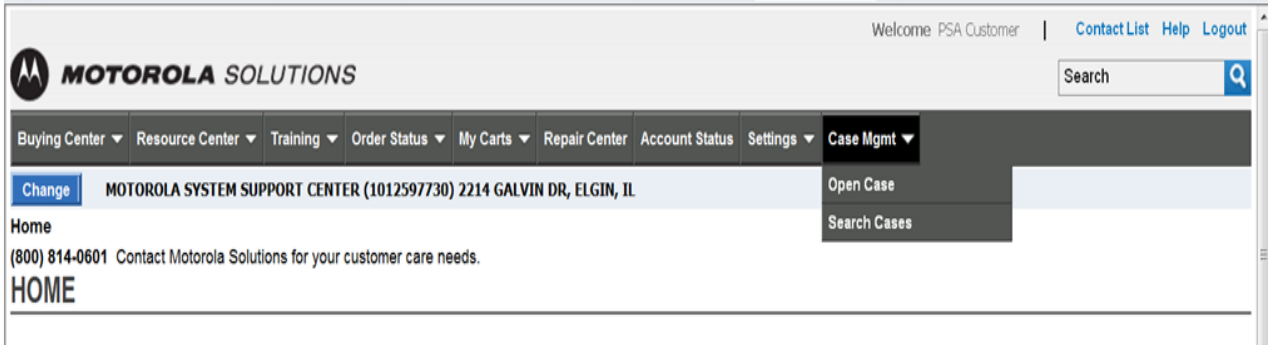 Welcome PSA Customer | Contact List Help Logout
MOTOROLA SOLUTIONS
Search
Buying Center Resource Center Training Order Status My Carts Repair Center Account Status Settings Case Mgmt
Change MOTOROLA SYSTEM SUPPORT CENTER (1012597730) 2214 GALVIN DR, ELGIN, IL
Open Case
Search Cases
Home
(800) 814-0601 Contact Motorola Solutions for your customer care needs.
HOME